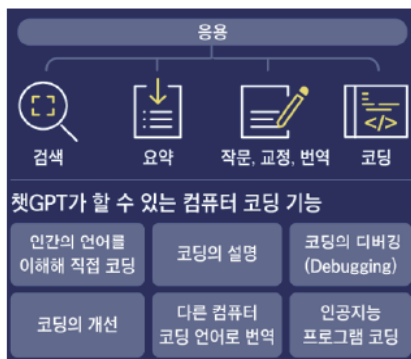 응용
검색
요약
작문, 교정, 번역
코딩
</>
챗GPT가 할 수 있는 컴퓨터 코딩 기능
인간의 언어를
이해해 직접 코딩
코딩의 설명
코딩의 디버깅
(Debugging)
코딩의 개선
다른 컴퓨터
코딩 언어로 번역
인공지능
프로그램 코딩